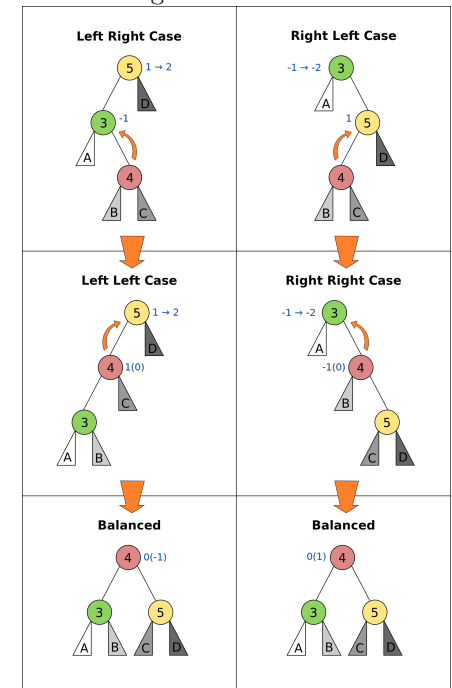 Left Right Case
5 1 → 2
D
3 -1
A
4
B C
Right Left Case
-1 → -2 3
A
1 5
D
4
B C
Left Left Case
5 1 → 2
D
4 1(0)
C
3
A B
Right Right Case
-1 → -2 3
A
-1(0) 4
B
5
C D
Balanced
4 0(-1)
3 5
A B C D
Balanced
0(1) 4
3 5
A B C D